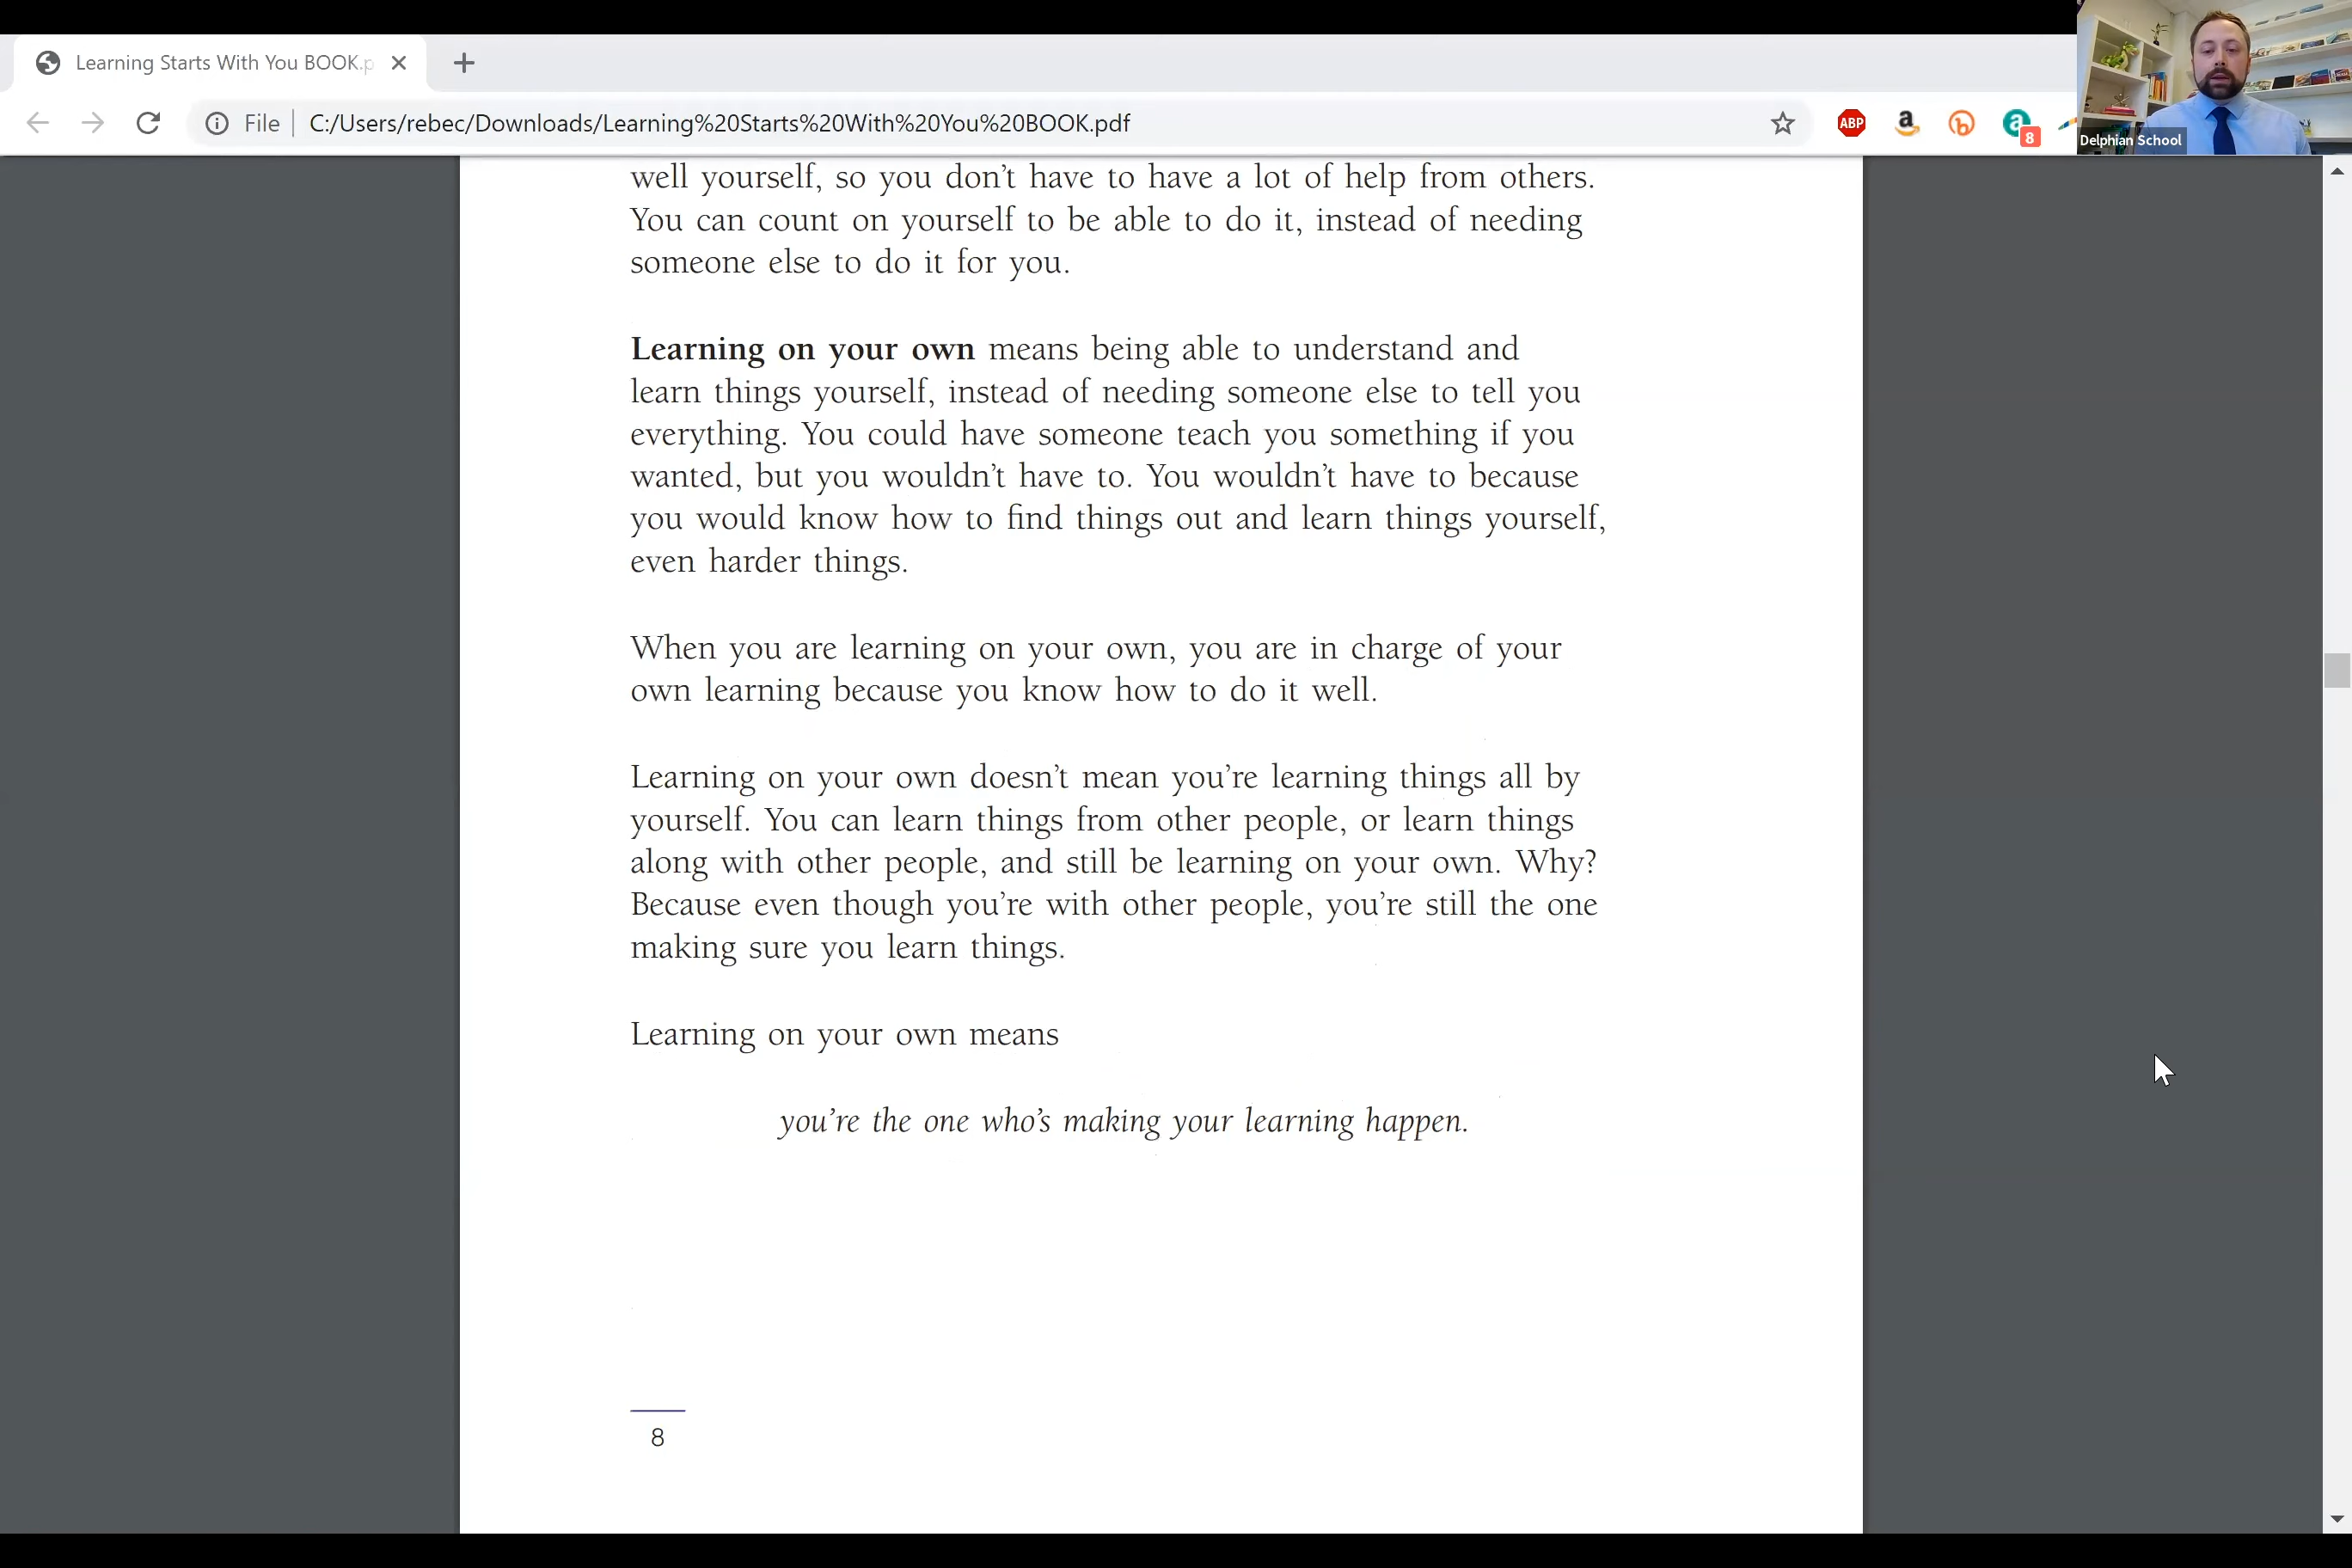 Learning Starts With You BOOK.p
File
C:/Users/rebec/Downloads/Learning%20Starts%20With%20You%20BOOK.pdf
ABP
a
b
a
8
Delphian School
well yourself, so you don't have to have a lot of help from others.
You can count on yourself to be able to do it, instead of needing
someone else to do it for you.
Learning on your own means being able to understand and
learn things yourself, instead of needing someone else to tell you
everything. You could have someone teach you something if you
wanted, but you wouldn't have to. You wouldn't have to because
you would know how to find things out and learn things yourself,
even harder things.
When you are learning on your own, you are in charge of your
own learning because you know how to do it well.
Learning on your own doesn't mean you're learning things all by
yourself. You can learn things from other people, or learn things
along with other people, and still be learning on your own. Why?
Because even though you're with other people, you're still the one
making sure you learn things.
Learning on your own means
you're the one who's making your learning happen.
8